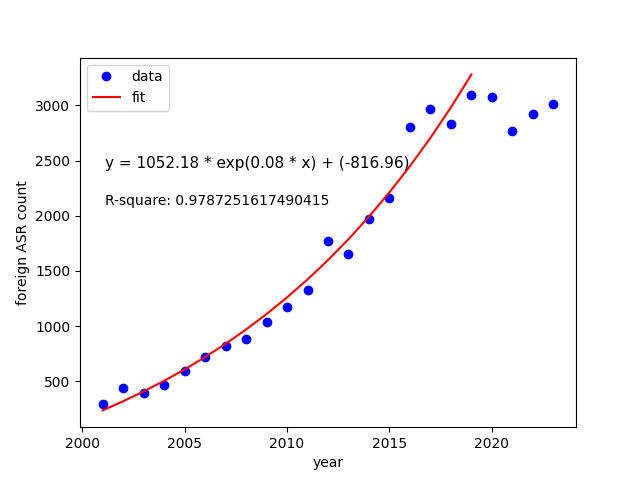 data
fit
y = 1052.18 * exp(0.08 * x) + (-816.96)
R-square: 0.9787251617490415
foreign ASR count
3000
2500
2000
1500
1000
500
2000 2005 2010 2015 2020
year